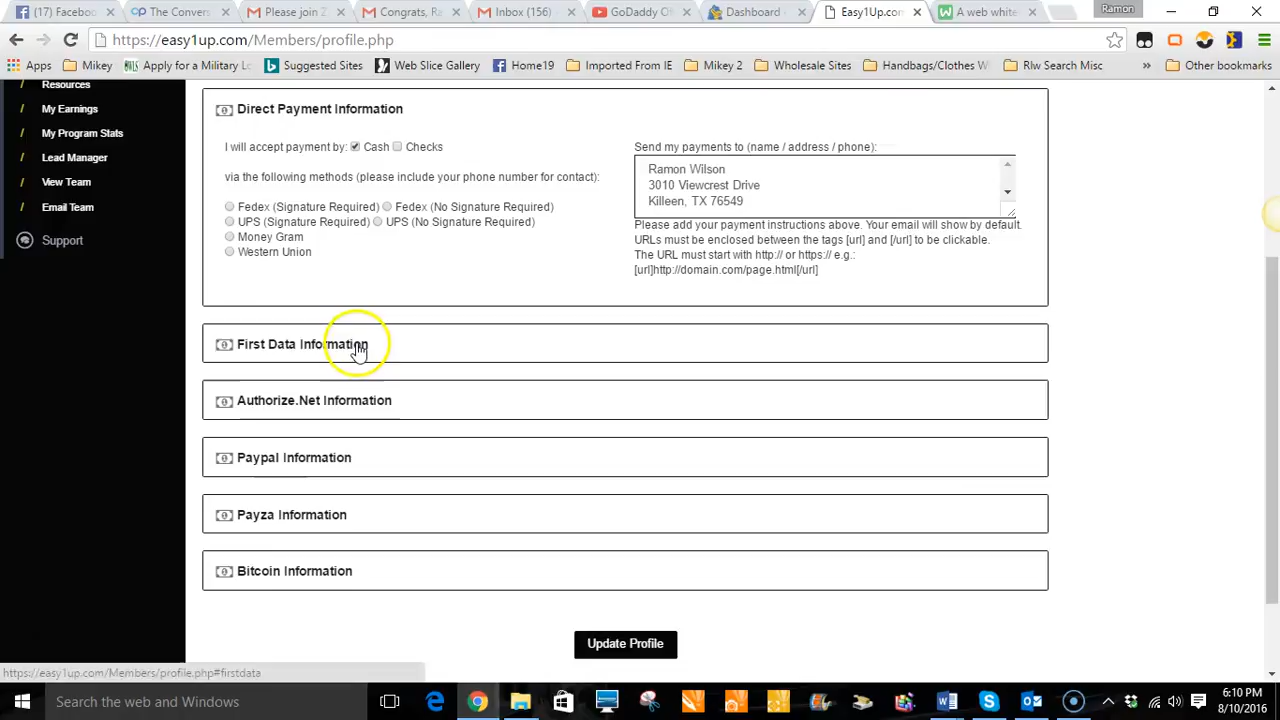 (17) Facebo
The Convers
Please join Z
Congrats, Ra
Inbox (156)
GoDaddy O
Dashboard
Easy1Up.com
A web white
Ramon
https://easy1up.com/Members/profile.php
Apps
Mikey
Apply for a Military Le
Suggested Sites
Web Slice Gallery
Home19
Imported From IE
Mikey 2
Wholesale Sites
Handbags/Clothes W
Rlw Search Misc
»
Other bookmarks
Resources
/ My Earnings
/ My Program Stats
/ Lead Manager
/ View Team
/ Email Team
Support
Direct Payment Information
I will accept payment by: Cash Checks
via the following methods (please include your phone number for contact):
Fedex (Signature Required) Fedex (No Signature Required)
UPS (Signature Required) UPS (No Signature Required)
Money Gram
Western Union
Send my payments to (name / address / phone):
Ramon Wilson
3010 Viewcrest Drive
Killeen, TX 76549
Please add your payment instructions above. Your email will show by default.
URLs must be enclosed between the tags [url] and [/url] to be clickable.
The URL must start with http:// or https:// e.g.:
[url]http://domain.com/page.html[/url]
First Data Information
Authorize.Net Information
Paypal Information
Payza Information
Bitcoin Information
Update Profile
https://easy1up.com/Members/profile.php#firstdata
Search the web and Windows
6:10 PM
8/10/2016